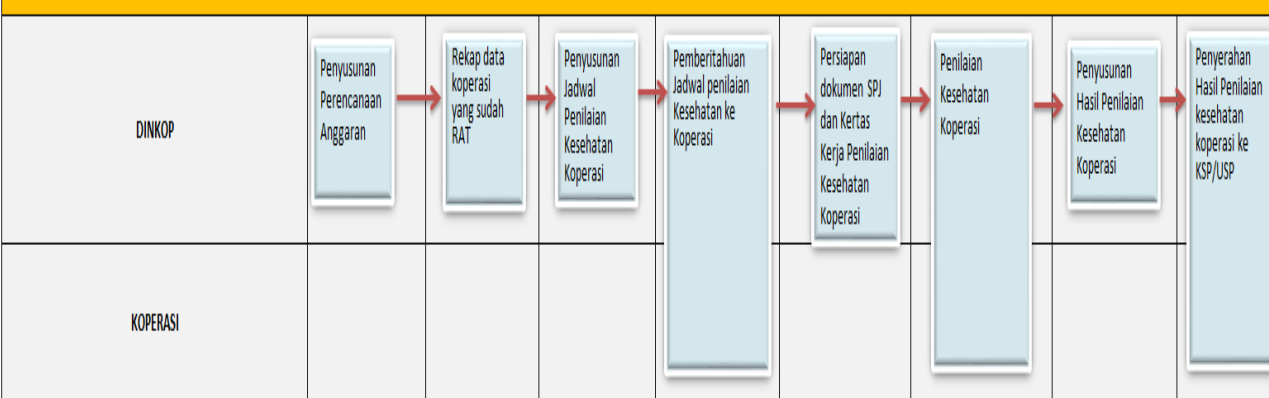 DINKOP
Penyusunan
Perencanaan
Anggaran
Rekap data
koperasi
yang sudah
RAT
Penyusunan
Jadwal
Penilaian
Kesehatan
Koperasi
Pemberitahuan
Jadwal penilaian
Kesehatan ke
Koperasi
Persiapan
dokumen SPJ
dan Kertas
Kerja Penilaian
Kesehatan
Koperasi
Penilaian
Kesehatan
Koperasi
Penyusunan
Hasil Penilaian
Kesehatan
Koperasi
Penyerahan
Hasil Penilaian
kesehatan
koperasi ke
KSP/USP
KOPERASI